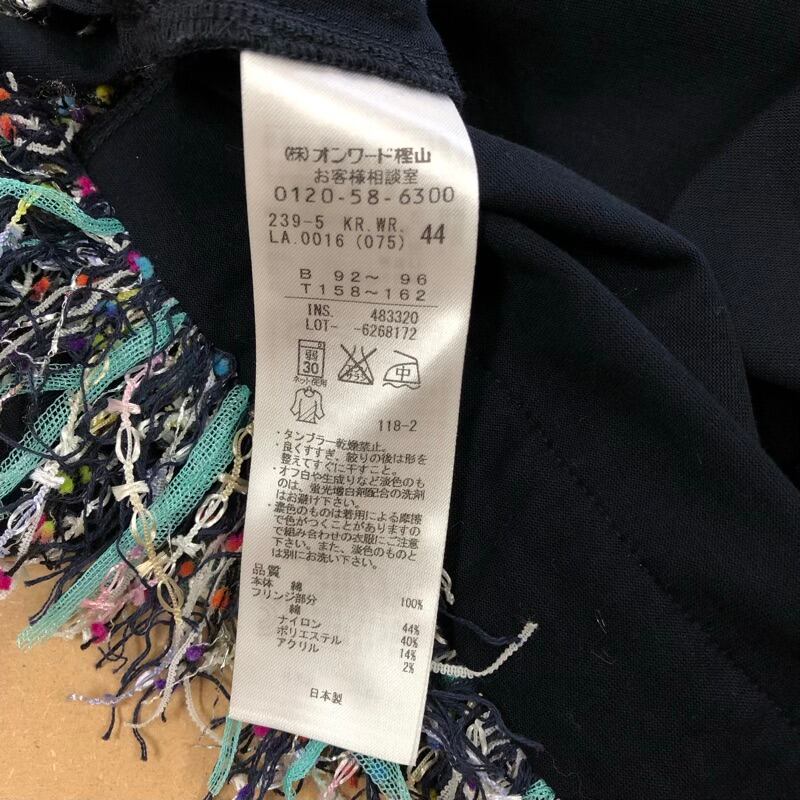 (株)オンワード樫山
お客様相談室
0120-58-6300
239-5 KR.WR.
LA.0016 (075) 44
B 92～ 96
T158～162
INS. 483320
LOT- -6268172
弱
30
ネット使用
中
118-2
・タンブラー乾燥禁止。
・良くすすぎ、絞りの後は形を
整えてすぐに干すこと。
・オフ白や生成りなど淡色のも
のは、蛍光増白剤配合の洗剤
はお避け下さい。
・濃色のものは着用による摩擦
で色がつくことがありますの
で組み合わせの衣服にご注意
下さい。また、淡色のものと
は別にお洗い下さい。
品質
本体 綿 100%
フリンジ部分
綿 44%
ナイロン 40%
ポリエステル 14%
アクリル 2%
日本製